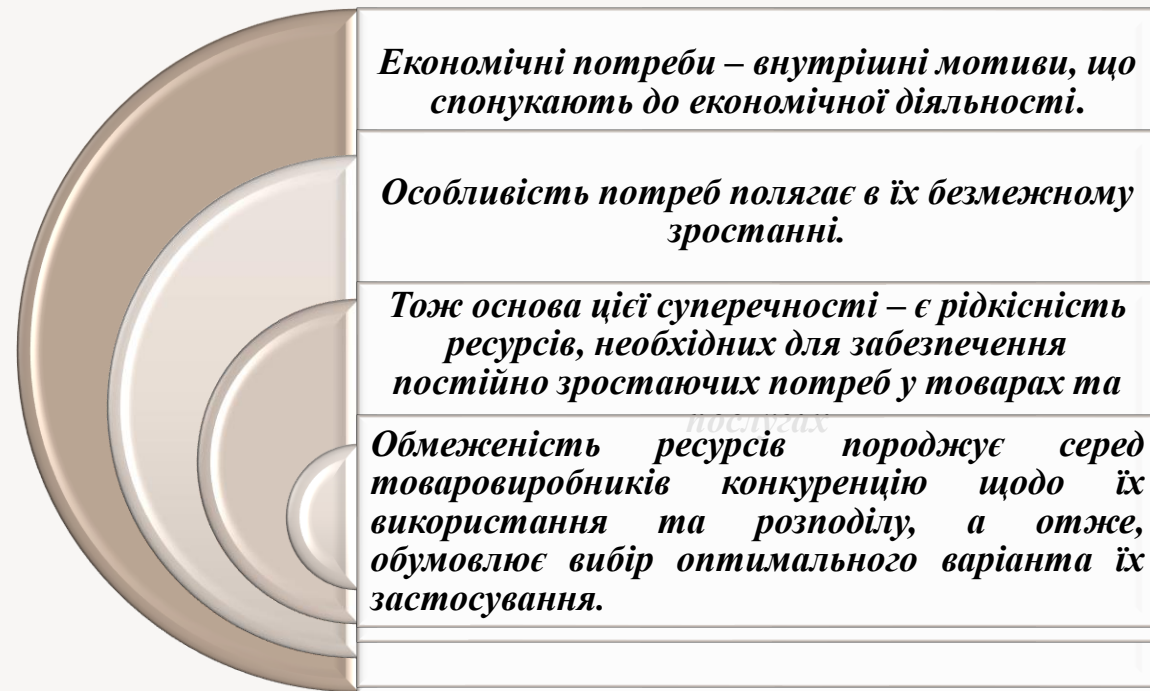 Економічні потреби – внутрішні мотиви, що
спонукають до економічної діяльності.
Особливість потреб полягає в їх безмежному
зростанні.
Тож основа цієї суперечності – є рідкісність
ресурсів, необхідних для забезпечення
постійно зростаючих потреб у товарах та
послугах
Обмеженість ресурсів породжує серед
товаровиробників конкуренцію щодо їх
використання та розподілу, а отже,
обумовлює вибір оптимального варіанта їх
застосування.